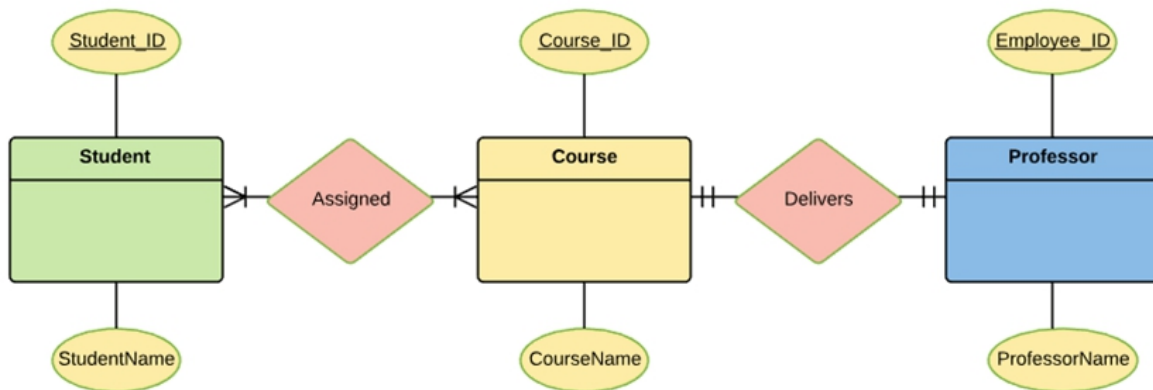 Student_ID
Course_ID
Employee_ID
Student
Course
Professor
Assigned
Delivers
StudentName
CourseName
ProfessorName